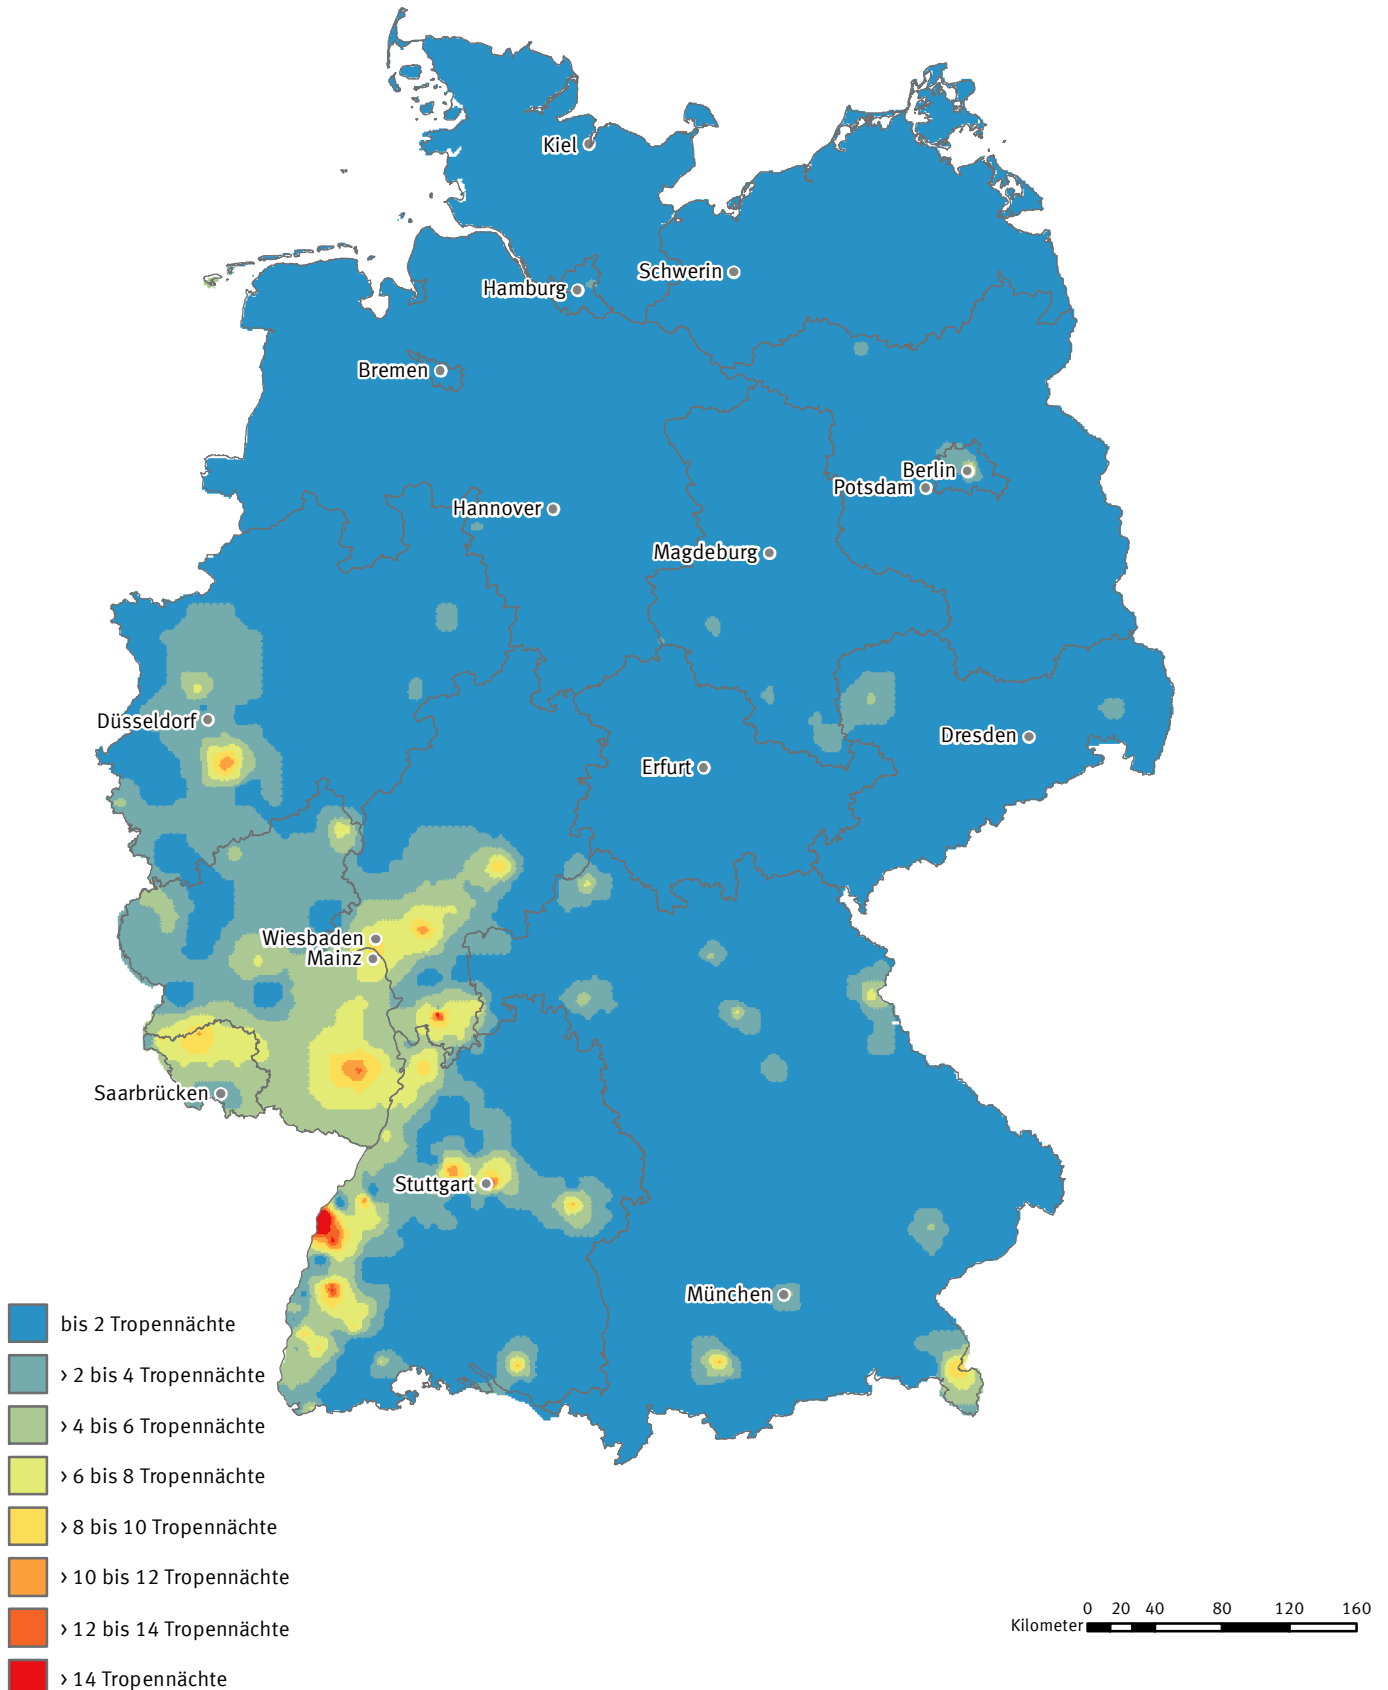 Kiel
Schwerin
Hamburg
Bremen
Berlin
Potsdam
Hannover
Magdeburg
Düsseldorf
Dresden
Erfurt
Wiesbaden
Mainz
Saarbrücken
Stuttgart
München
bis 2 Tropennächte
> 2 bis 4 Tropennächte
> 4 bis 6 Tropennächte
> 6 bis 8 Tropennächte
> 8 bis 10 Tropennächte
> 10 bis 12 Tropennächte
> 12 bis 14 Tropennächte
> 14 Tropennächte
0 20 40 80 120 160
Kilometer